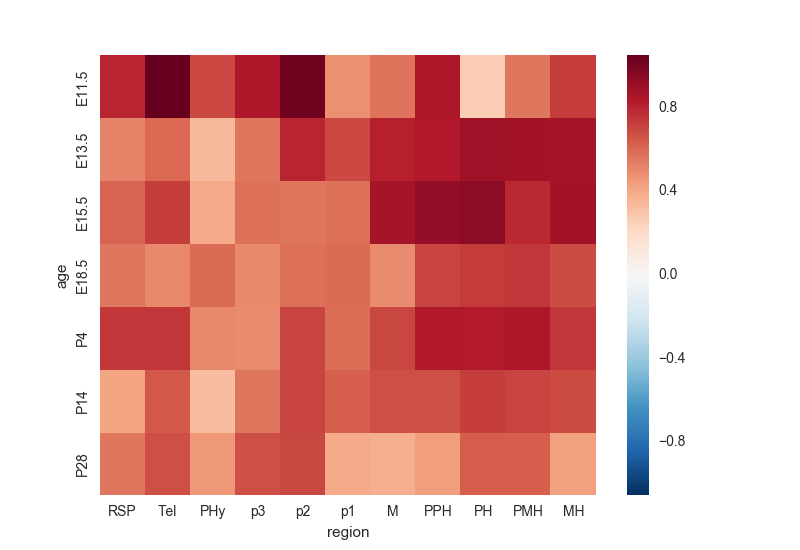 E11.5
E13.5
E15.5
E18.5
P4
P14
P28
age
RSP Tel PHy p3 p2 p1 M PPH PH PMH MH
region
0.8
0.4
0.0
−0.4
−0.8